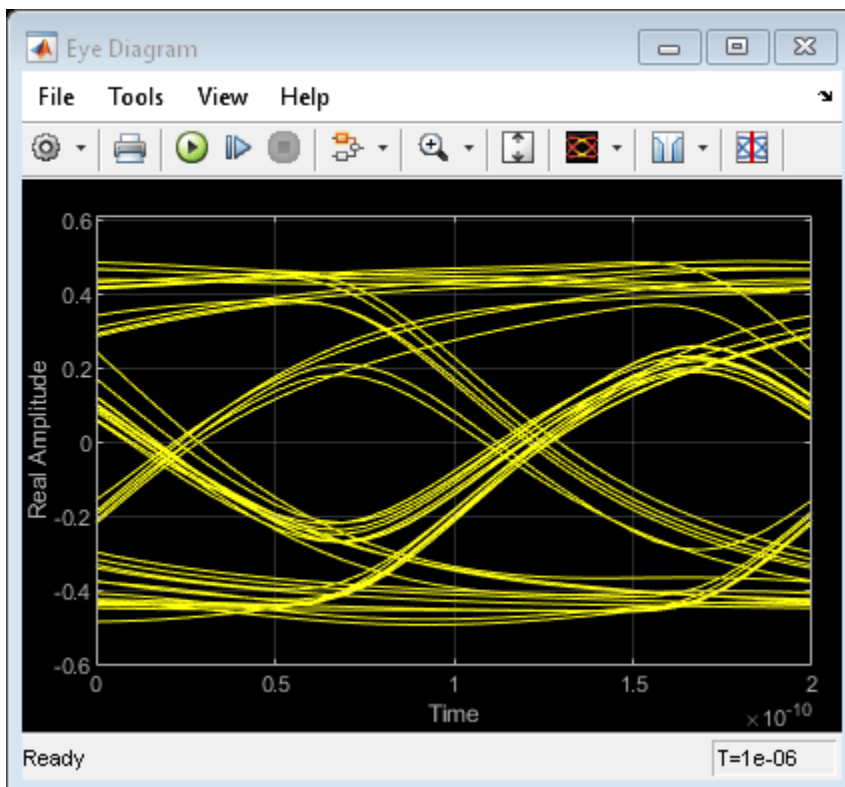 Eye Diagram
File Tools View Help
0.6
0.4
0.2
0
-0.2
-0.4
-0.6
Real Amplitude
0 0.5 1 1.5 2
Time
×10⁻¹⁰
Ready
T=1e-06